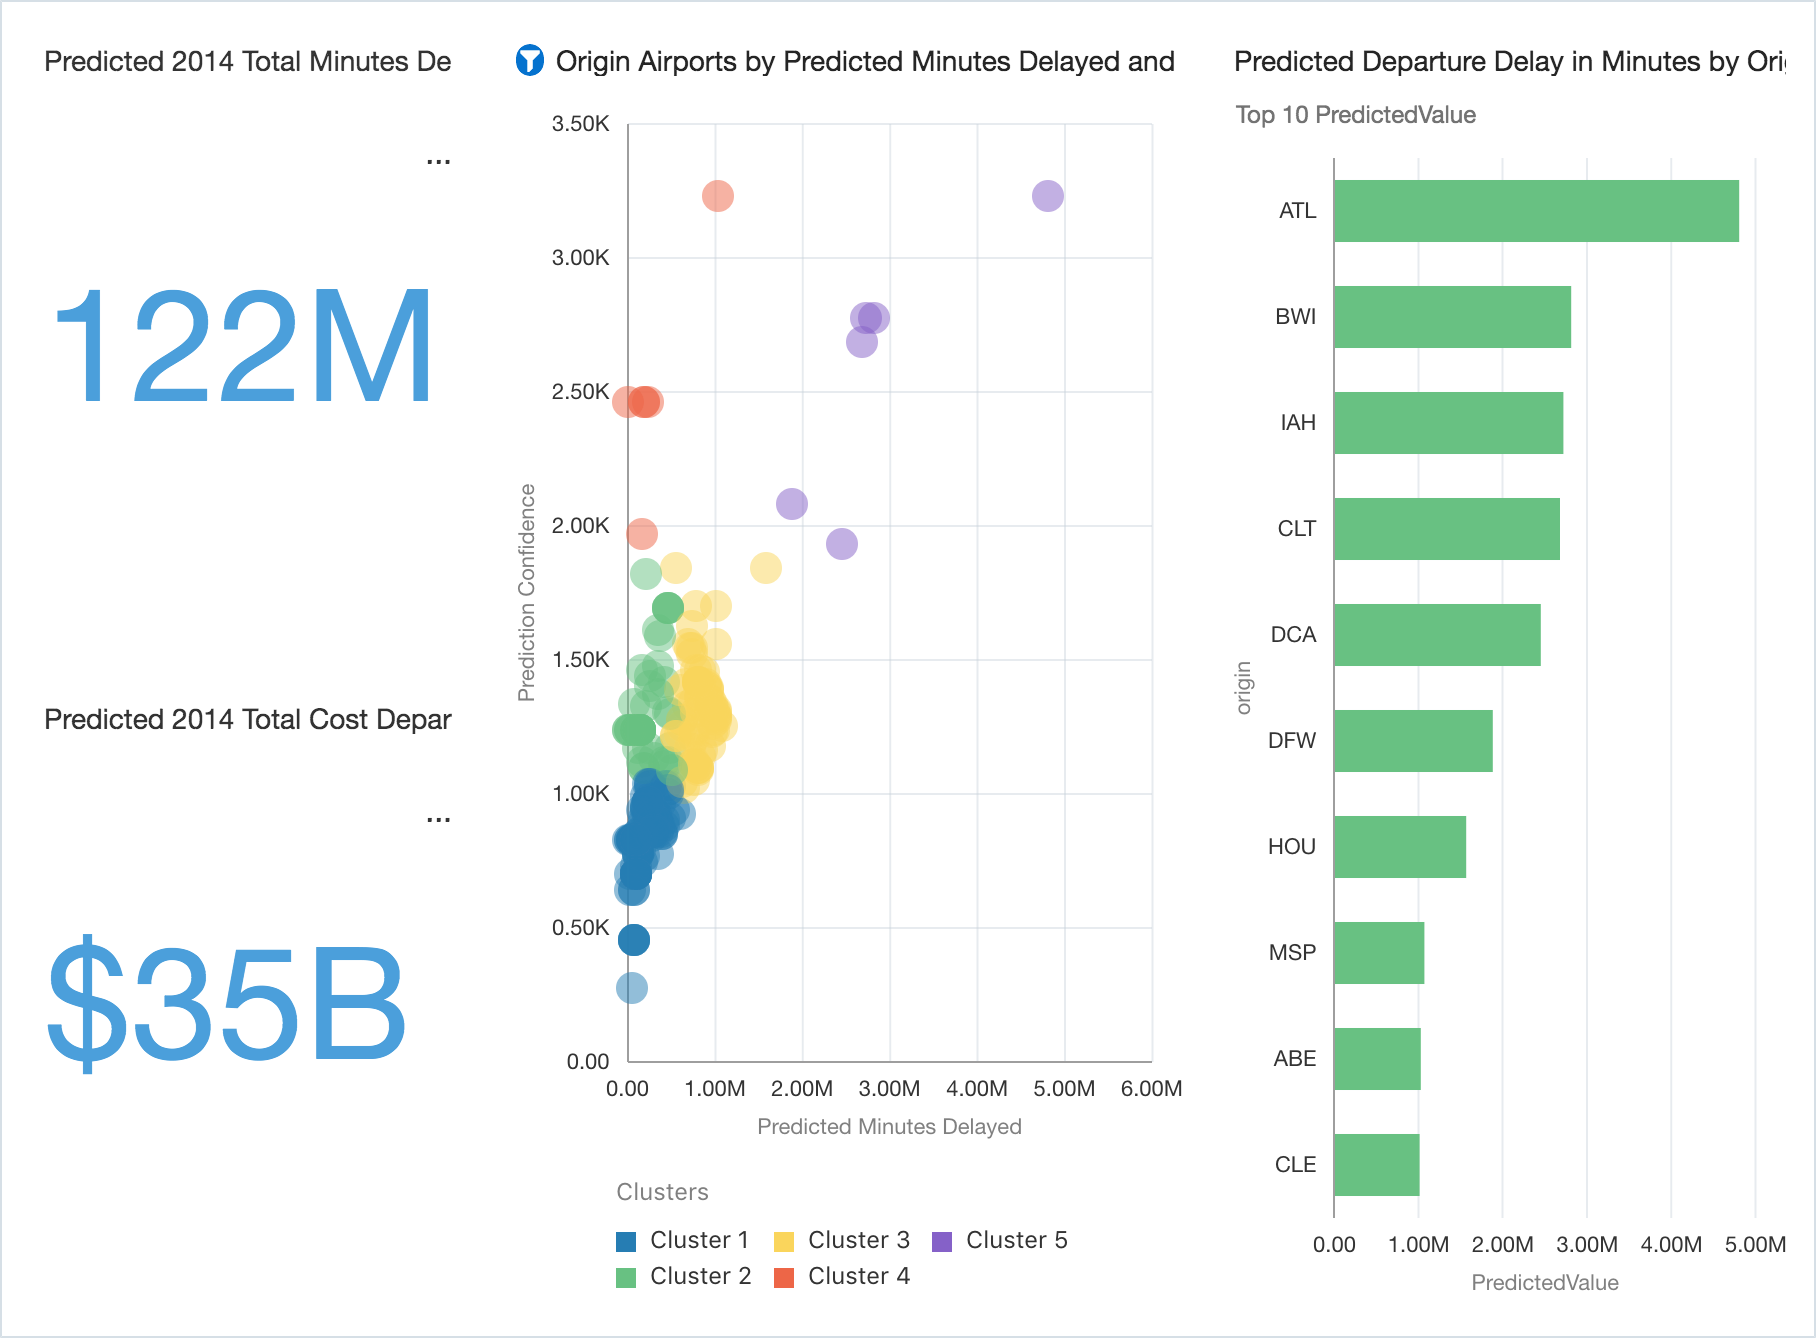 Predicted 2014 Total Minutes De
...
122M
Predicted 2014 Total Cost Depar
...
$35B
Origin Airports by Predicted Minutes Delayed and
3.50K
3.00K
2.50K
2.00K
1.50K
1.00K
0.50K
0.00
Prediction Confidence
0.00 1.00M 2.00M 3.00M 4.00M 5.00M 6.00M
Predicted Minutes Delayed
Clusters
Cluster 1 Cluster 3 Cluster 5
Cluster 2 Cluster 4
Predicted Departure Delay in Minutes by Orig
Top 10 PredictedValue
ATL
BWI
IAH
CLT
DCA
DFW
HOU
MSP
ABE
CLE
origin
0.00 1.00M 2.00M 3.00M 4.00M 5.00M
PredictedValue